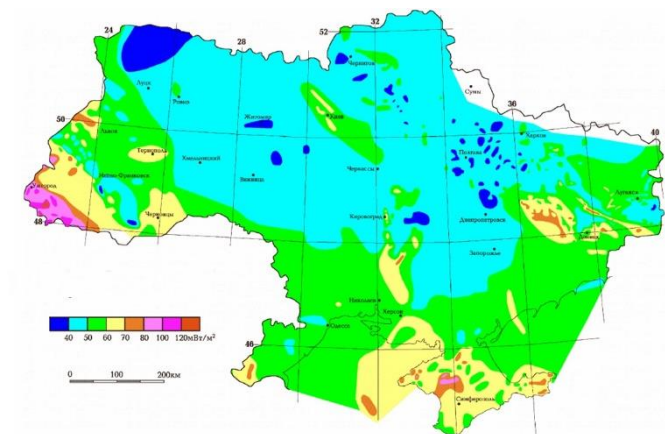 24
28
32
52
Чернигов
Сумы
Луцк
Ровно
Житомир
Киев
36
Харьков
40
50
Львов
Тернополь
Хмельницкий
Винница
Черкассы
Полтава
Ужгород
Ивано-Франковск
Черновцы
Кировоград
Днепропетровск
Луганск
Донецк
48
Запорожье
Николаев
Херсон
Одесса
46
Симферополь
40 50 60 70 80 100 120мВт/м²
0 100 200км